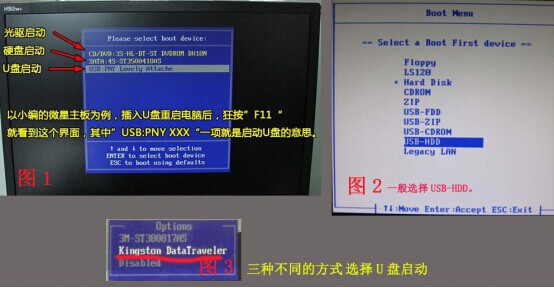 Please select boot device:
光驱启动
CD/DVD:3S-HL-DT-ST DVDROM DH18N
硬盘启动
SATA:4S-ST3500418AS
U盘启动
USB:PNY Lovely Attache
以小编的微星主板为例，插入U盘重启电脑后，狂按"F11"
就看到这个界面，其中"USB:PNY XXX"一项就是启动U盘的意思。
↑ and ↓ to move selection
ENTER to select boot device
ESC to boot using defaults
图1
Boot Menu
== Select a Boot First device ==
Floppy
LS120
Hard Disk
CDROM
ZIP
USB-FDD
USB-ZIP
USB-CDROM
USB-HDD
Legacy LAN
图2 一般选择USB-HDD。
↑↓:Move Enter:Accept ESC:Exit
Options
3M-ST380817AS
Kingston DataTraveler
Disabled
图3
三种不同的方式 选择 U 盘启动